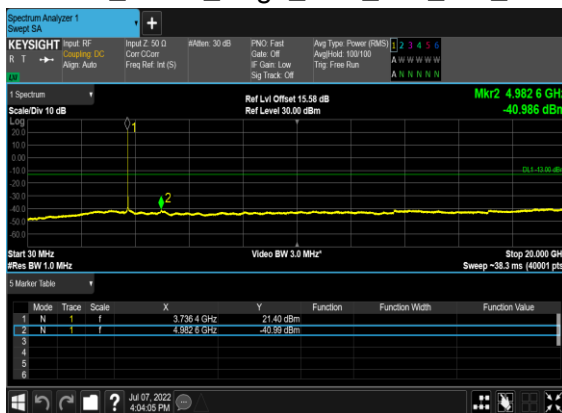 Spectrum Analyzer 1
Swept SA
+
KEYSIGHT Input: RF Input Z: 50 Ω #Atten: 30 dB PNO: Fast Avg Type: Power (RMS) 1 2 3 4 5 6
R T Coupling: DC Corr CCorr Gate: Off Avg|Hold: 100/100 A W W W W W
Align: Auto Freq Ref: Int (S) IF Gain: Low Trig: Free Run
Sig Track: Off A N N N N N
LU
1 Spectrum
Ref Lvl Offset 15.58 dB Mkr2 4.982 6 GHz
Scale/Div 10 dB Ref Level 30.00 dBm -40.986 dBm
Log
20.0
10.0
0.00
-10.0
-20.0
-30.0
-40.0
-50.0
-60.0
1
2
DL1 -13.00 dBm
Start 30 MHz Video BW 3.0 MHz* Stop 20.000 GHz
#Res BW 1.0 MHz Sweep ~38.3 ms (40001 pts)
5 Marker Table
Mode Trace Scale X Y Function Function Width Function Value
1 N 1 f 3.736 4 GHz 21.40 dBm
2 N 1 f 4.982 6 GHz -40.99 dBm
3
4
5
6
? Jul 07, 2022
4:04:05 PM